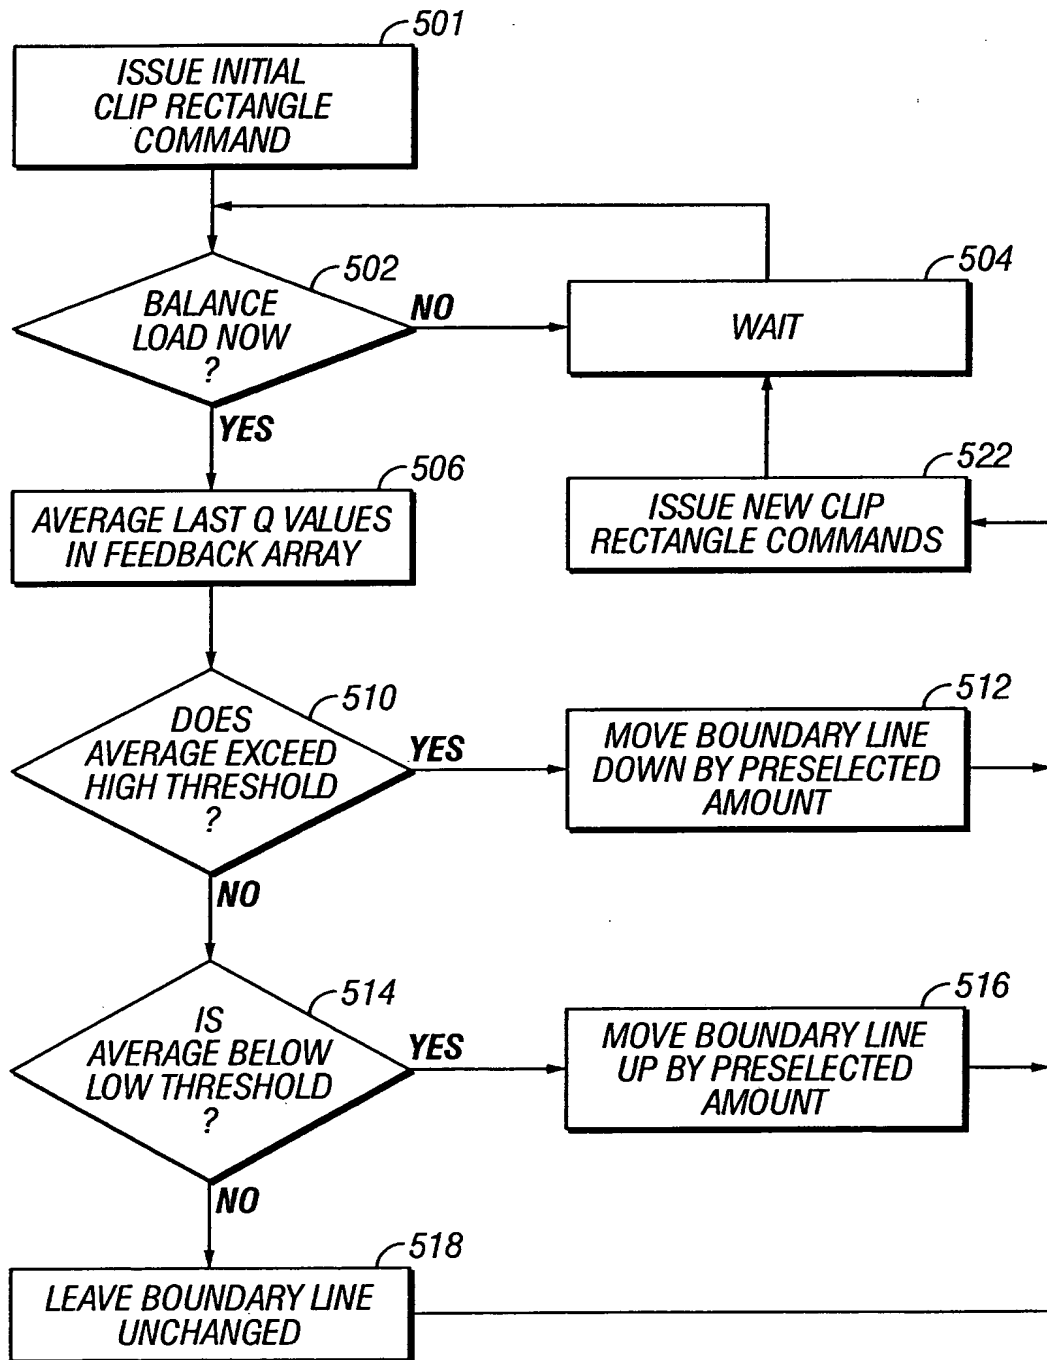 501
ISSUE INITIAL
CLIP RECTANGLE
COMMAND
502
BALANCE
LOAD NOW
?
NO
504
WAIT
YES
506
AVERAGE LAST Q VALUES
IN FEEDBACK ARRAY
522
ISSUE NEW CLIP
RECTANGLE COMMANDS
510
DOES
AVERAGE EXCEED
HIGH THRESHOLD
?
YES
512
MOVE BOUNDARY LINE
DOWN BY PRESELECTED
AMOUNT
NO
514
IS
AVERAGE BELOW
LOW THRESHOLD
?
YES
516
MOVE BOUNDARY LINE
UP BY PRESELECTED
AMOUNT
NO
518
LEAVE BOUNDARY LINE
UNCHANGED